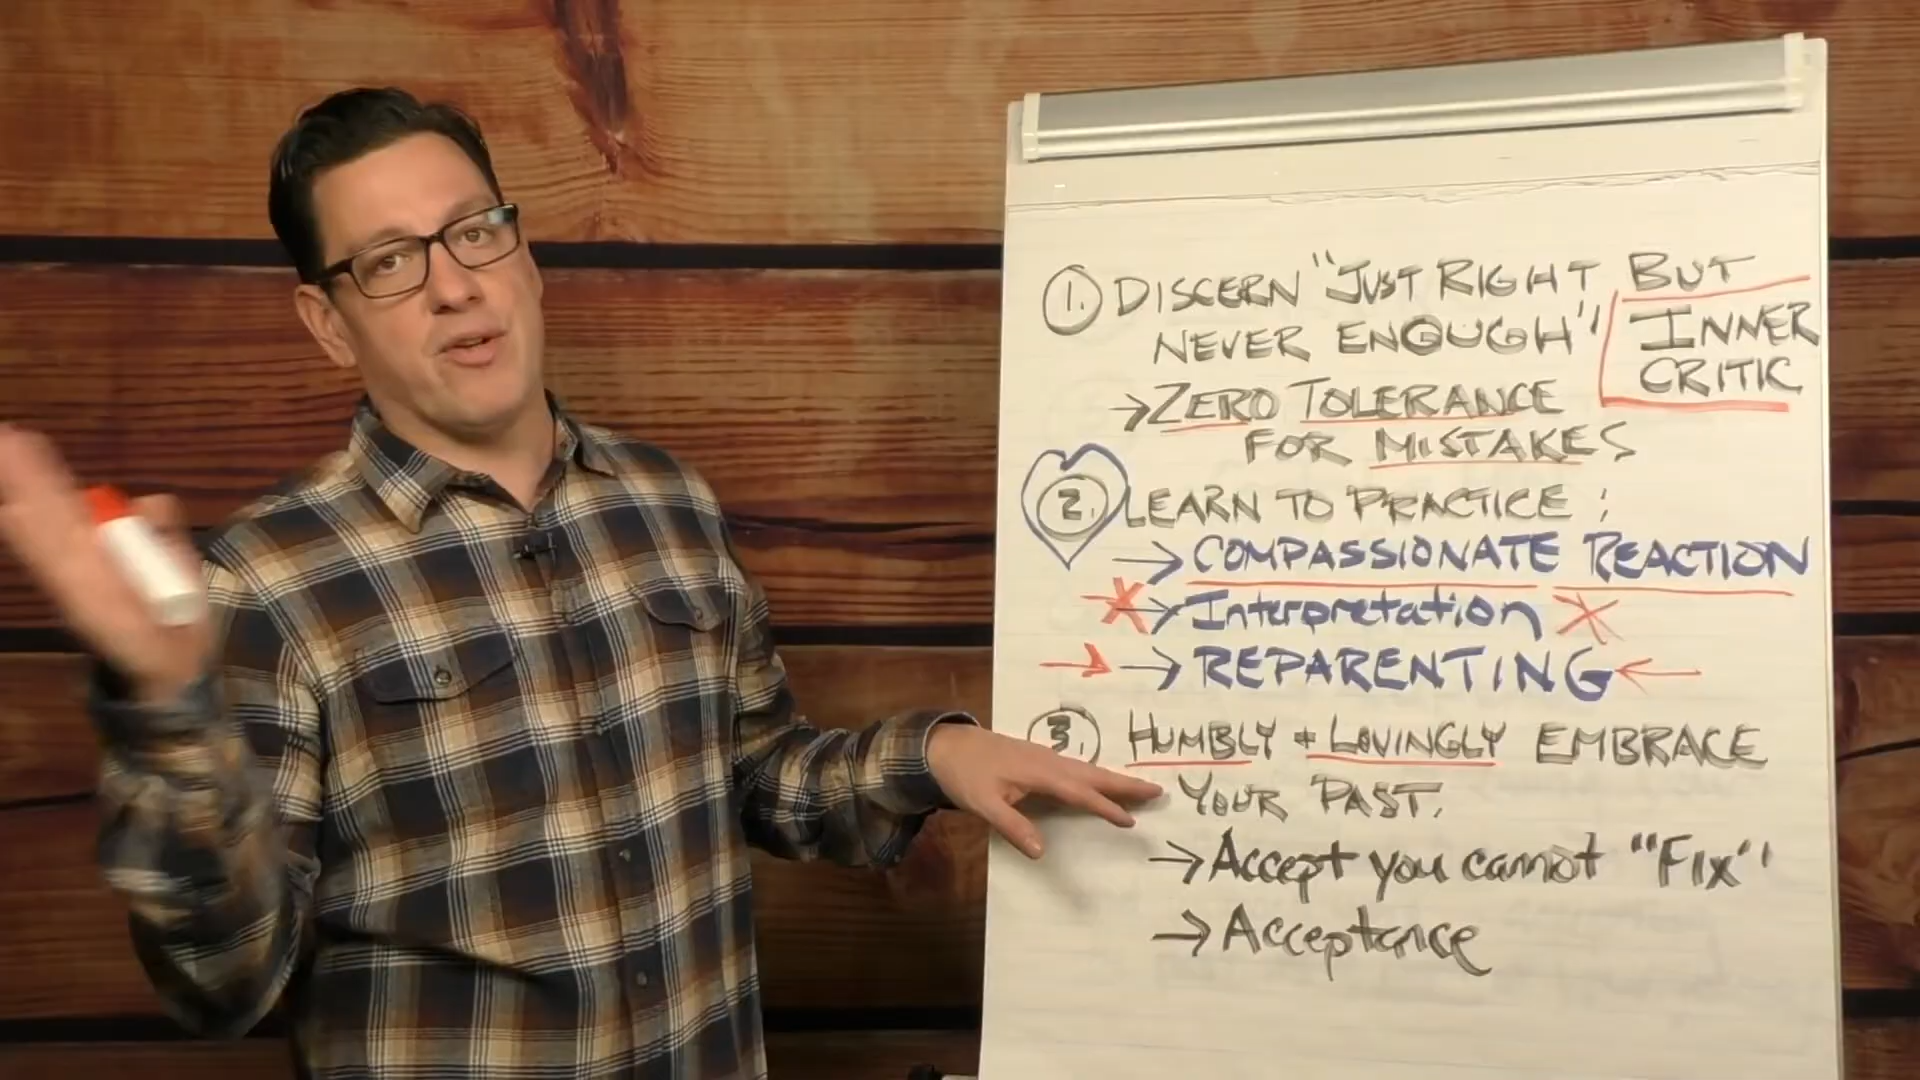 1. DISCERN "JUST RIGHT BUT
NEVER ENOUGH" INNER
CRITIC
→ ZERO TOLERANCE
FOR MISTAKES
2. LEARN TO PRACTICE:
→ COMPASSIONATE REACTION
→ Interpretation
→ REPARENTING
3. HUMBLY + LOVINGLY EMBRACE
YOUR PAST.
→ Accept you cannot "FIX"
→ Acceptance